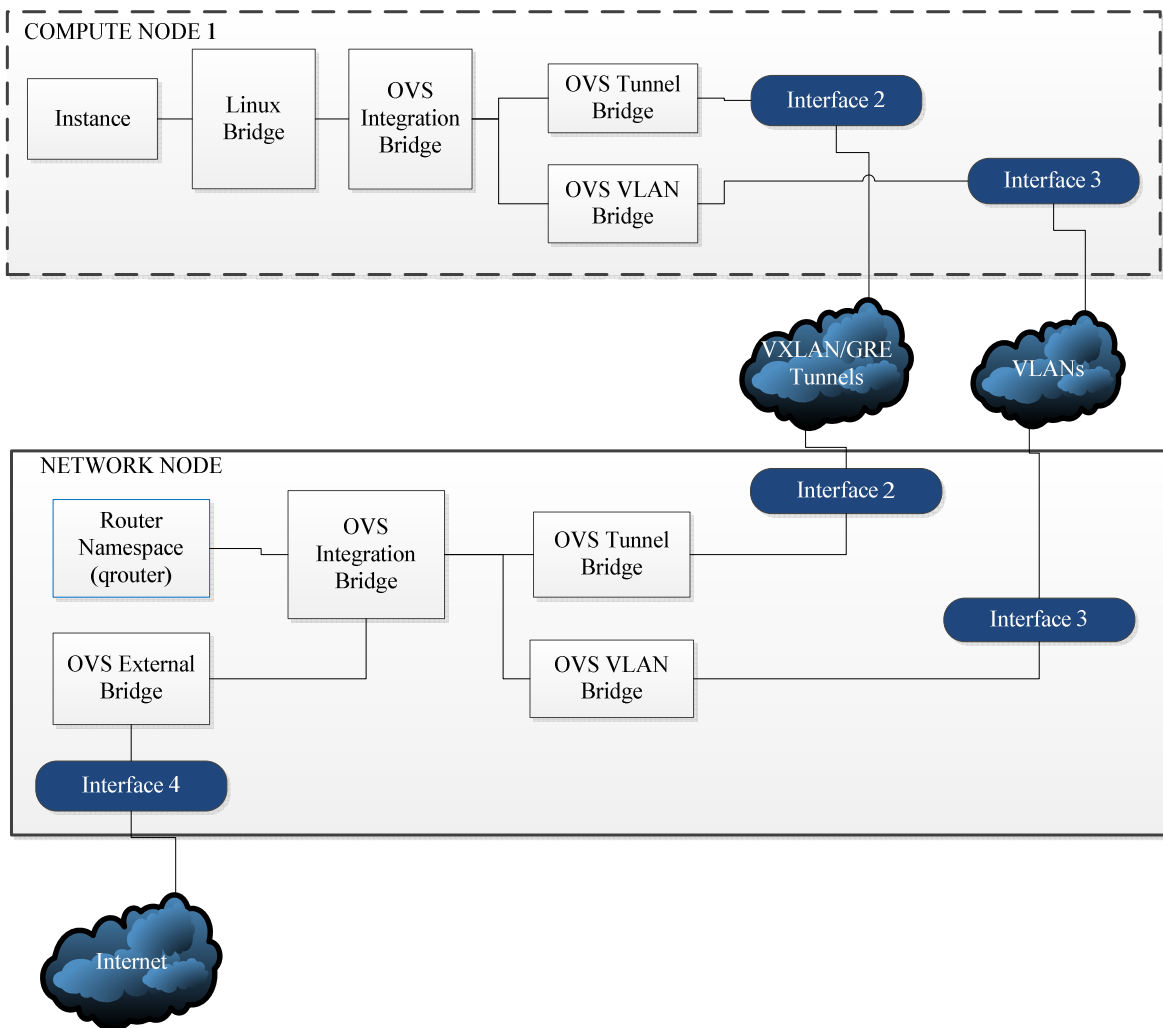 COMPUTE NODE 1
Instance
Linux
Bridge
OVS
Integration
Bridge
OVS Tunnel
Bridge
OVS VLAN
Bridge
Interface 2
Interface 3
VXLAN/GRE
Tunnels
VLANs
NETWORK NODE
Router
Namespace
(qrouter)
OVS
Integration
Bridge
OVS Tunnel
Bridge
Interface 2
OVS External
Bridge
OVS VLAN
Bridge
Interface 3
Interface 4
Internet